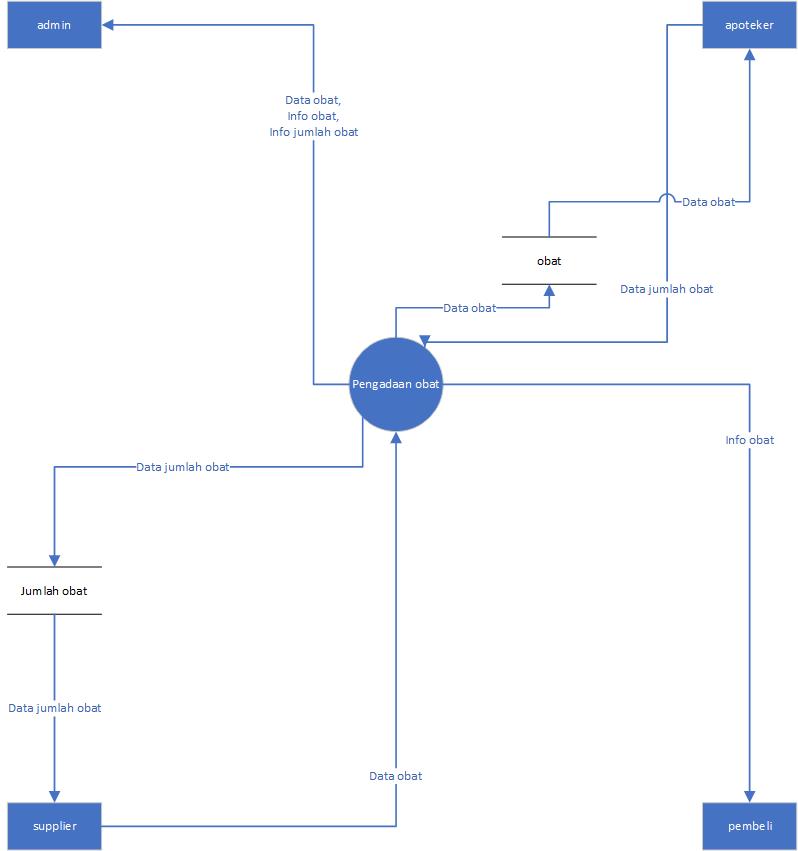 admin
apoteker
Data obat,
Info obat,
Info jumlah obat
Data obat
obat
Data jumlah obat
Data obat
Pengadaan obat
Info obat
Data jumlah obat
Jumlah obat
Data jumlah obat
Data obat
supplier
pembeli